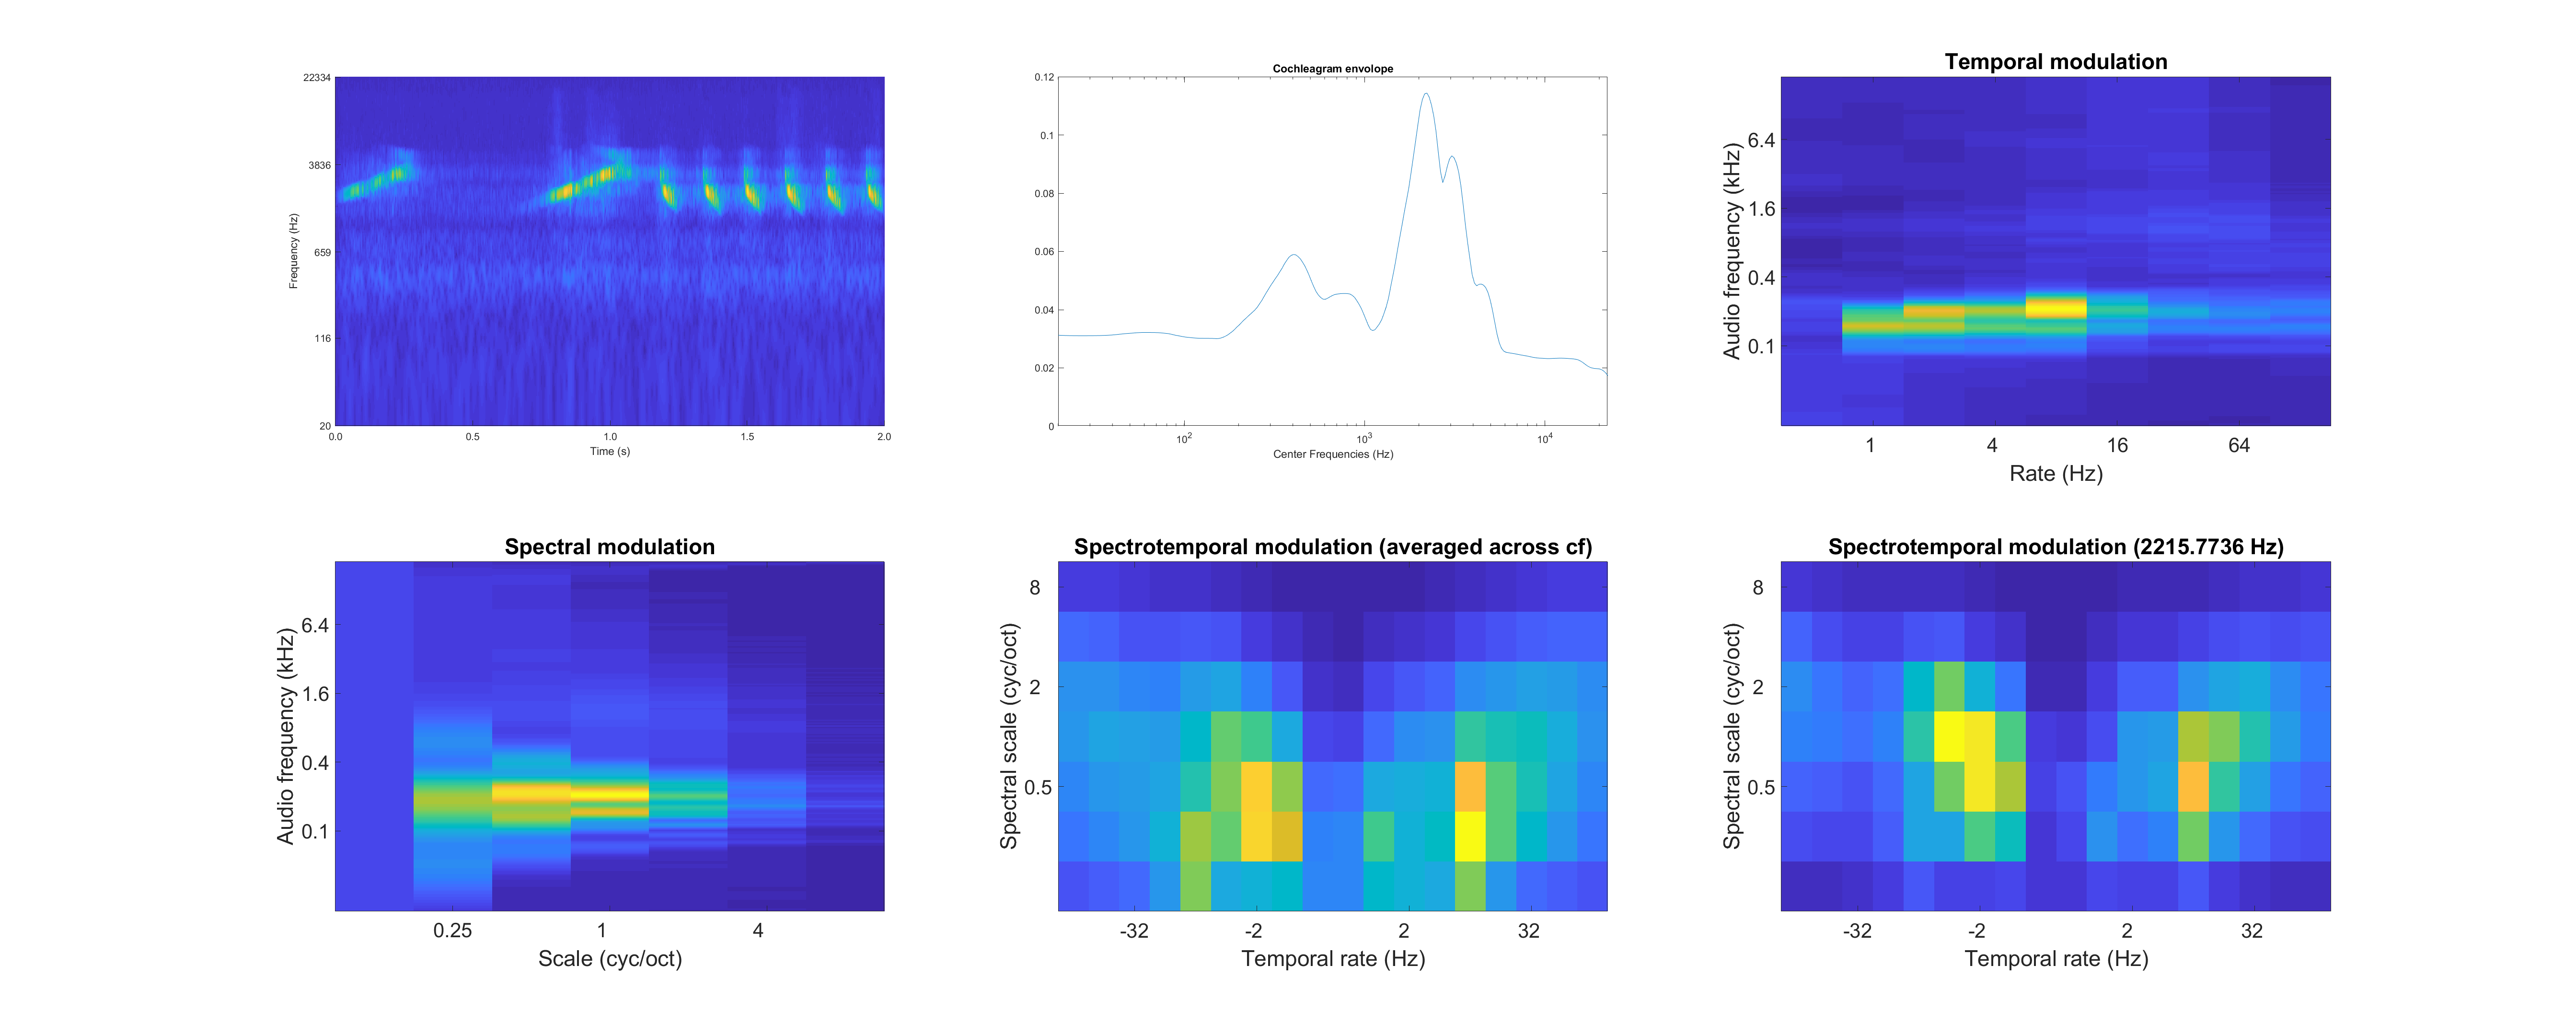 Cochleagram envolope
Temporal modulation
22334
3836
659
116
20
Frequency (Hz)
0.0 0.5 1.0 1.5 2.0
Time (s)
0.12
0.1
0.08
0.06
0.04
0.02
0
10² 10³ 10⁴
Center Frequencies (Hz)
6.4
1.6
0.4
0.1
Audio frequency (kHz)
1 4 16 64
Rate (Hz)
Spectral modulation
6.4
1.6
0.4
0.1
Audio frequency (kHz)
0.25 1 4
Scale (cyc/oct)
Spectrotemporal modulation (averaged across cf)
8
2
0.5
Spectral scale (cyc/oct)
-32 -2 2 32
Temporal rate (Hz)
Spectrotemporal modulation (2215.7736 Hz)
8
2
0.5
Spectral scale (cyc/oct)
-32 -2 2 32
Temporal rate (Hz)